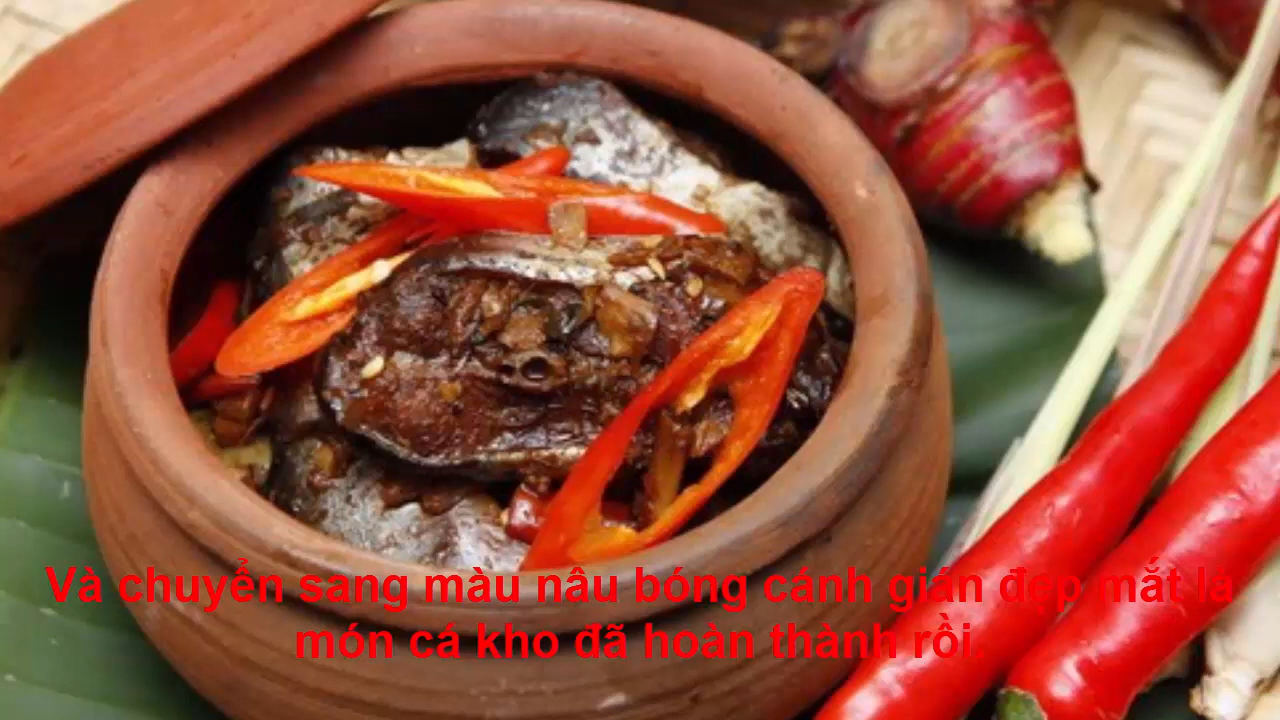 Và chuyển sang màu nâu bóng cánh gián đẹp mắt là
món cá kho đã hoàn thành rồi.